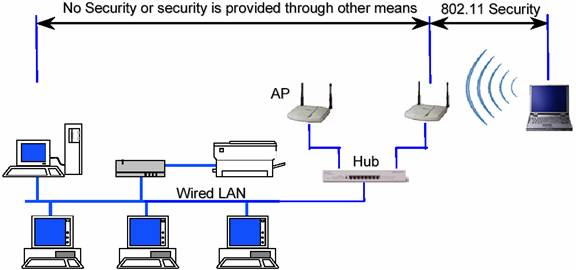 No Security or security is provided through other means
802.11 Security
AP
Hub
Wired LAN